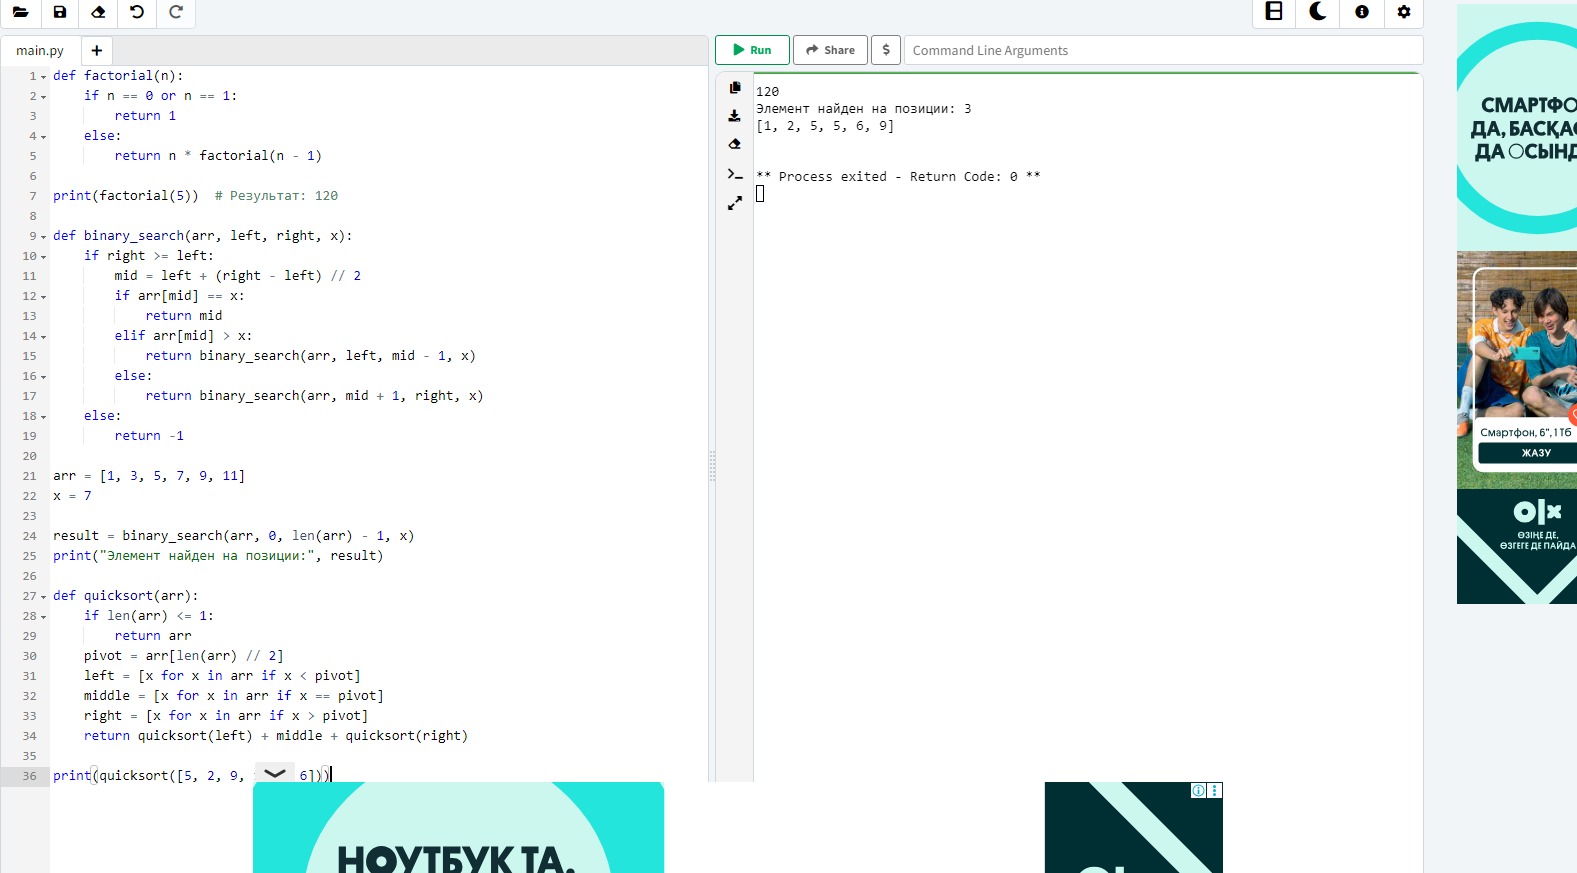 main.py +
Run Share $ Command Line Arguments
1 def factorial(n):
2     if n == 0 or n == 1:
3         return 1
4     else:
5         return n * factorial(n - 1)
6
7 print(factorial(5))  # Результат: 120
8
9 def binary_search(arr, left, right, x):
10     if right >= left:
11         mid = left + (right - left) // 2
12         if arr[mid] == x:
13             return mid
14         elif arr[mid] > x:
15             return binary_search(arr, left, mid - 1, x)
16         else:
17             return binary_search(arr, mid + 1, right, x)
18     else:
19         return -1
20
21 arr = [1, 3, 5, 7, 9, 11]
22 x = 7
23
24 result = binary_search(arr, 0, len(arr) - 1, x)
25 print("Элемент найден на позиции:", result)
26
27 def quicksort(arr):
28     if len(arr) <= 1:
29         return arr
30     pivot = arr[len(arr) // 2]
31     left = [x for x in arr if x < pivot]
32     middle = [x for x in arr if x == pivot]
33     right = [x for x in arr if x > pivot]
34     return quicksort(left) + middle + quicksort(right)
35
36 print(quicksort([5, 2, 9, 6]))
120
Элемент найден на позиции: 3
[1, 2, 5, 5, 6, 9]
** Process exited - Return Code: 0 **
СМАРТФО
ДА, БАСҚА
ДА ОСЫНД
Смартфон, 6", 1Тб
ЖАЗУ
olx
ӨЗІҢЕ ДЕ,
ӨЗГЕГЕ ДЕ ПАЙДА
НОУТБУК ТА,